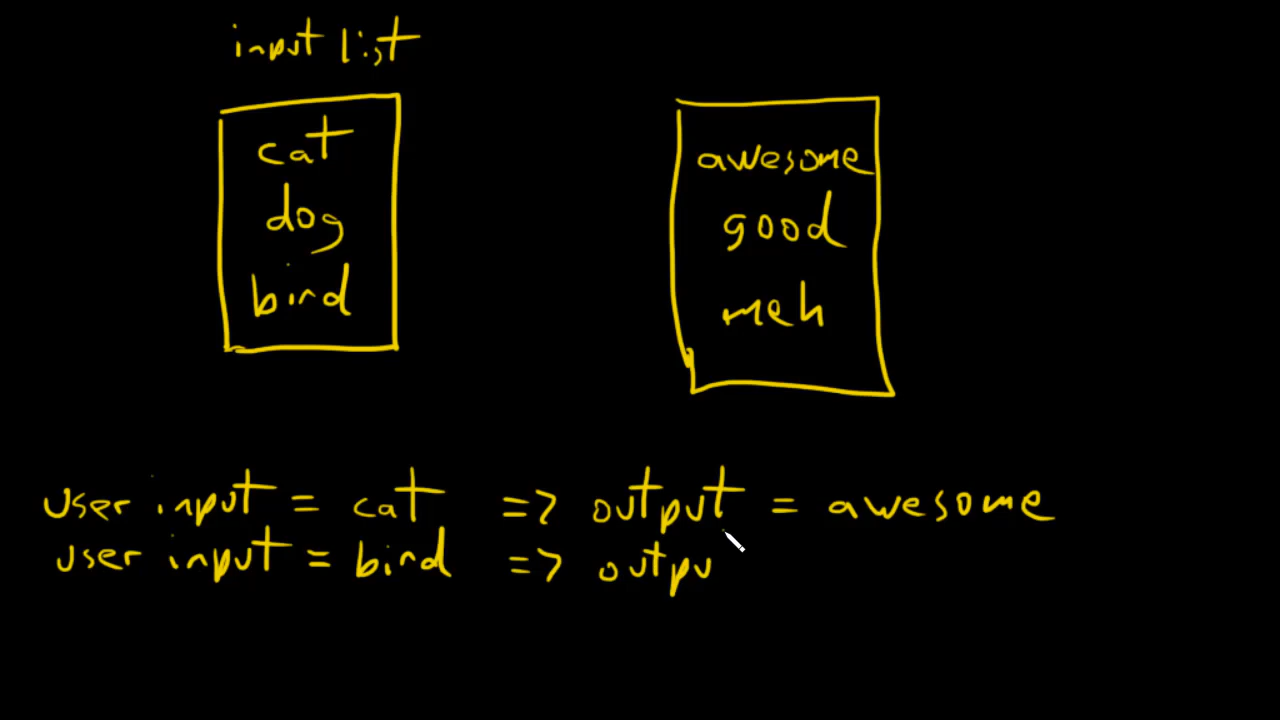 input list
cat
dog
bird
awesome
good
meh
user input = cat => output = awesome
user input = bird => outpu